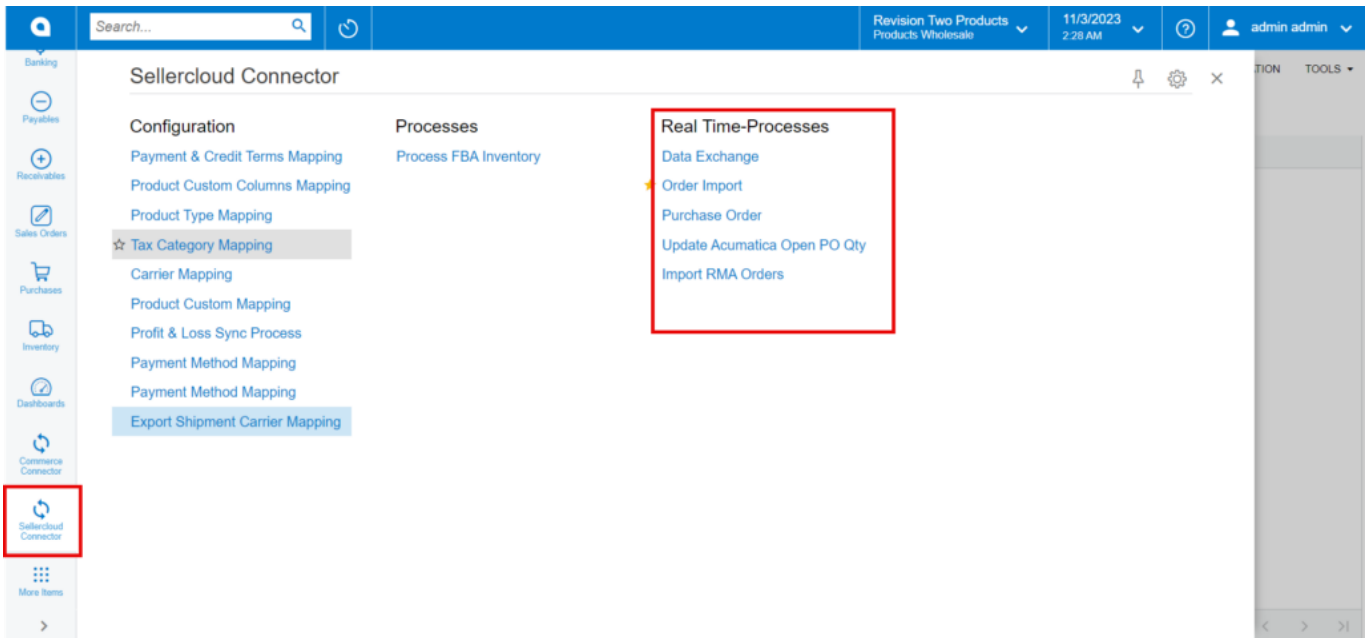 Search...
Revision Two Products
Products Wholesale
11/3/2023
2:28 AM
admin admin
Banking
Payables
Receivables
Sales Orders
Purchases
Inventory
Dashboards
Commerce
Connector
Sellercloud
Connector
More Items
Sellercloud Connector
TION
TOOLS
Configuration
Payment & Credit Terms Mapping
Product Custom Columns Mapping
Product Type Mapping
Tax Category Mapping
Carrier Mapping
Product Custom Mapping
Profit & Loss Sync Process
Payment Method Mapping
Payment Method Mapping
Export Shipment Carrier Mapping
Processes
Process FBA Inventory
Real Time-Processes
Data Exchange
Order Import
Purchase Order
Update Acumatica Open PO Qty
Import RMA Orders